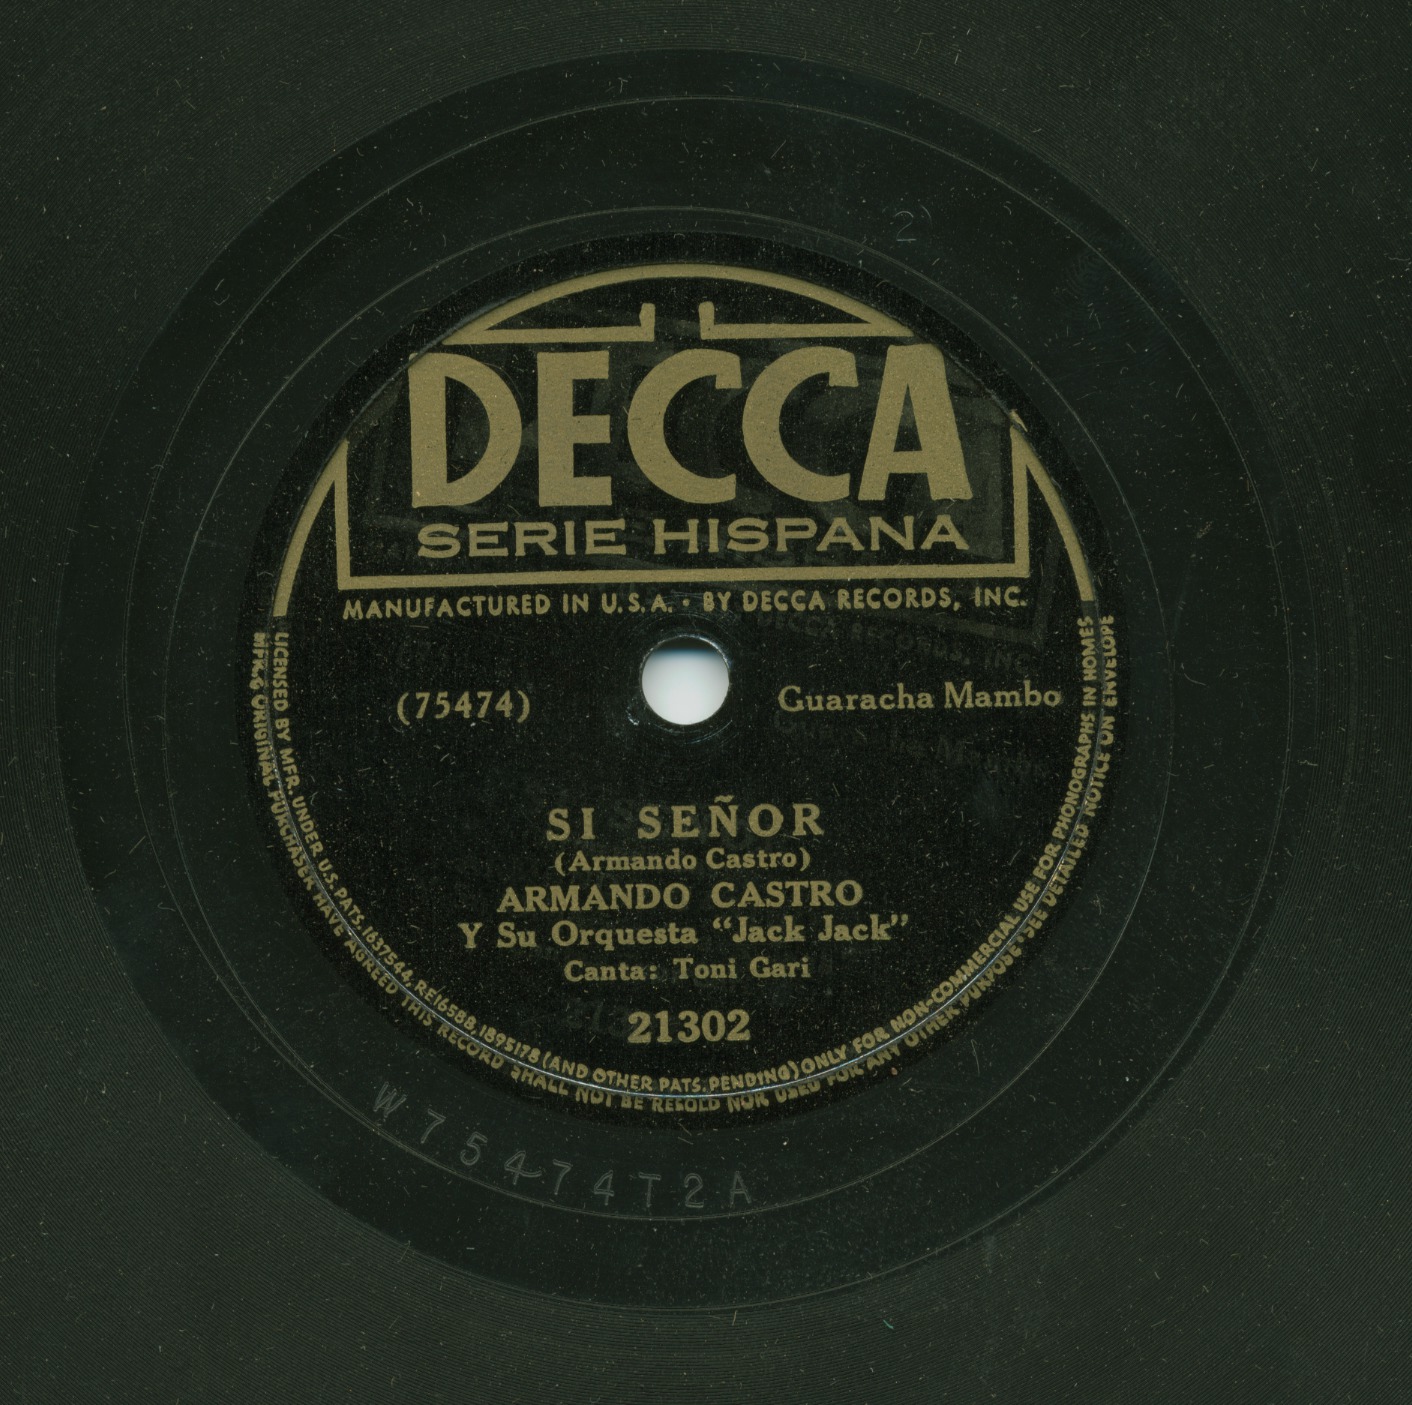 2
DECCA
SERIE HISPANA
MANUFACTURED IN U.S.A. · BY DECCA RECORDS, INC.
(75474)
Guaracha Mambo
SI SEÑOR
(Armando Castro)
ARMANDO CASTRO
Y Su Orquesta “Jack Jack”
Canta: Toni Gari
21302
LICENSED BY MFR. UNDER U.S. PATS. 1637544, RE16588, 1895178 (AND OTHER PATS. PENDING) ONLY FOR NON-COMMERCIAL USE FOR PHONOGRAPHS IN HOMES
MFR. & ORIGINAL PURCHASER HAVE AGREED THIS RECORD SHALL NOT BE RESOLD NOR USED FOR ANY OTHER PURPOSE. SEE DETAILED NOTICE ON ENVELOPE
W 75474 T2A